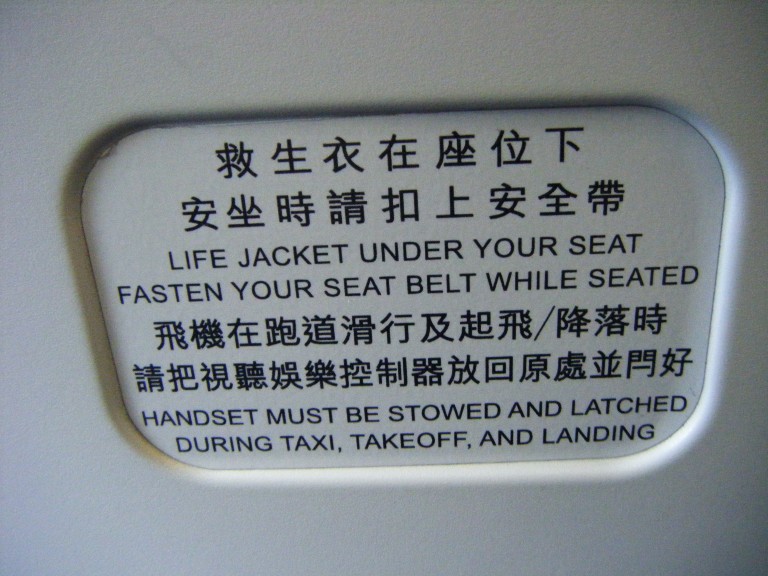 救生衣在座位下
安坐時請扣上安全帶
LIFE JACKET UNDER YOUR SEAT
FASTEN YOUR SEAT BELT WHILE SEATED
飛機在跑道滑行及起飛/降落時
請把視聽娛樂控制器放回原處並閂好
HANDSET MUST BE STOWED AND LATCHED
DURING TAXI, TAKEOFF, AND LANDING